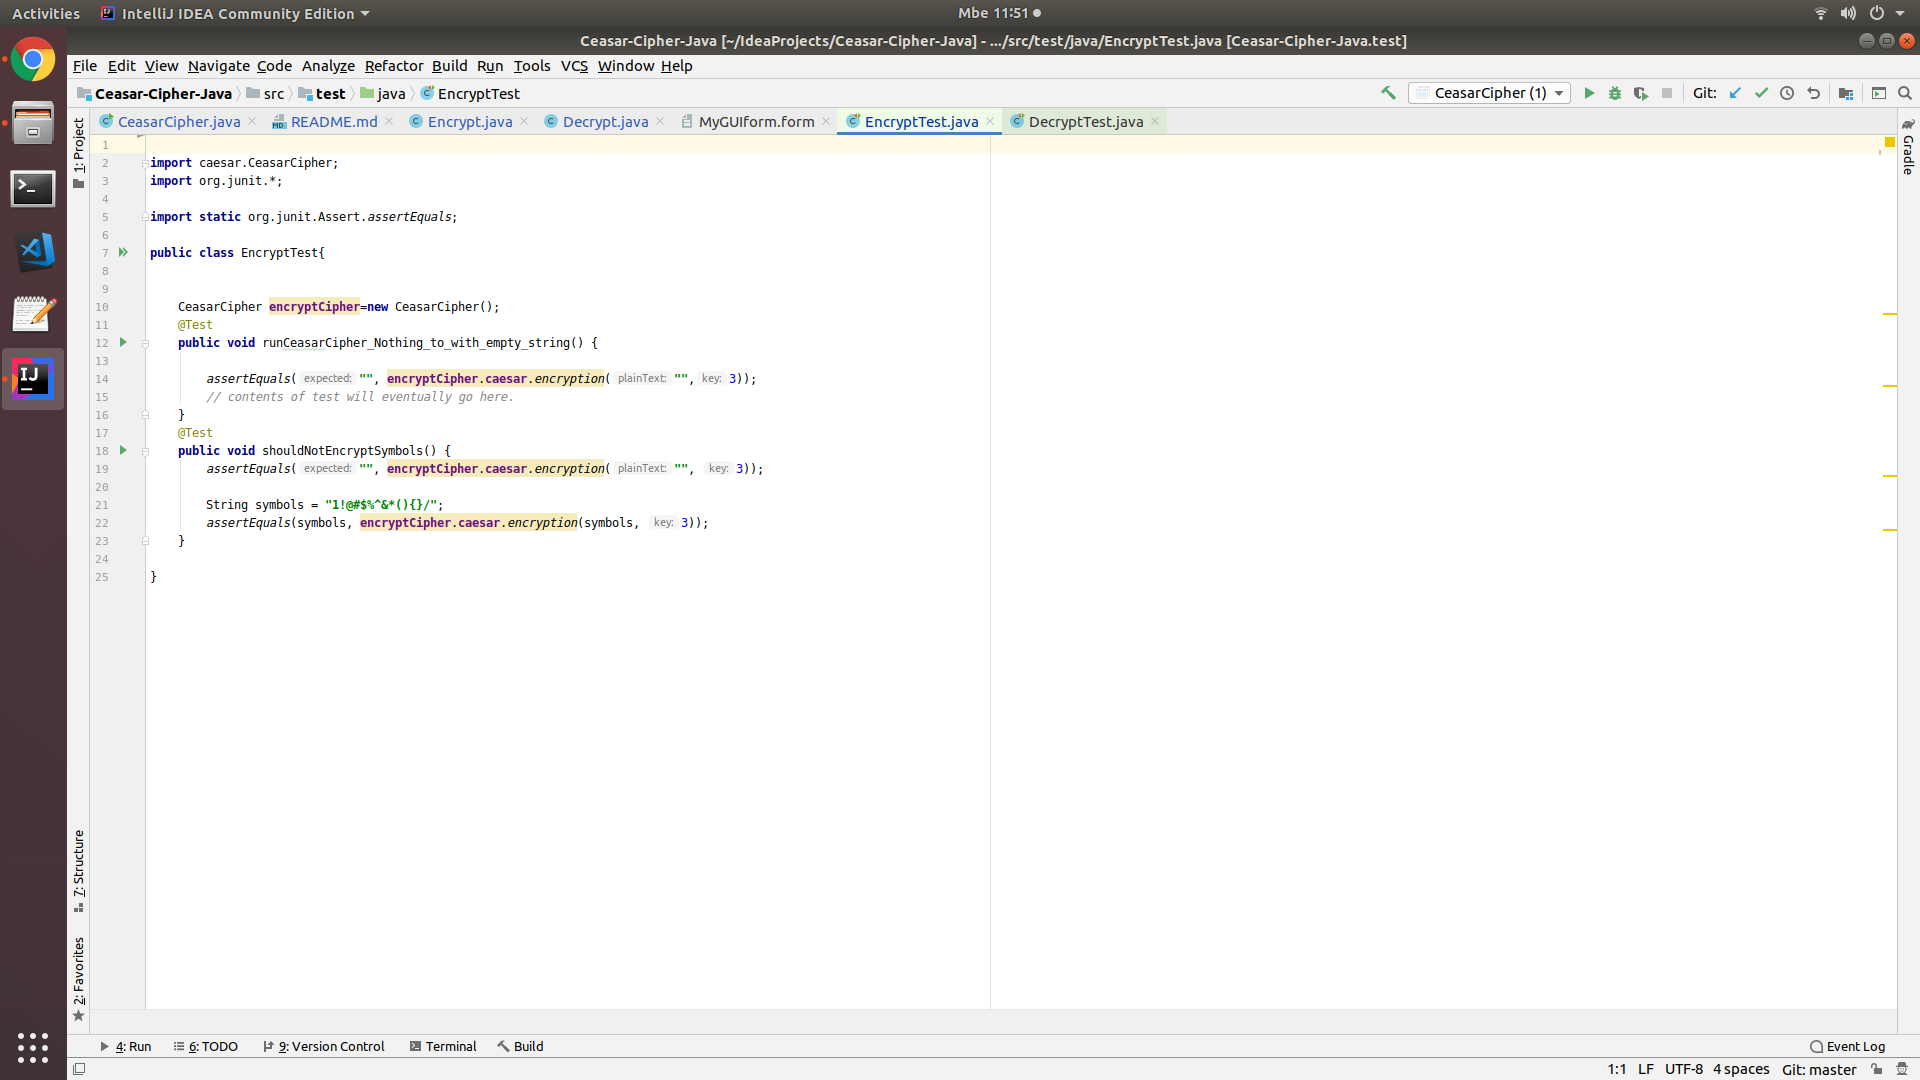 Activities IntelliJ IDEA Community Edition Mbe 11:51
Ceasar-Cipher-Java [~/IdeaProjects/Ceasar-Cipher-Java] - .../src/test/java/EncryptTest.java [Ceasar-Cipher-Java.test]
File Edit View Navigate Code Analyze Refactor Build Run Tools VCS Window Help
Ceasar-Cipher-Java src test java EncryptTest CeasarCipher (1) Git:
CeasarCipher.java README.md Encrypt.java Decrypt.java MyGUIform.form EncryptTest.java DecryptTest.java
1: Project
7: Structure
2: Favorites
Gradle
1
2 import caesar.CeasarCipher;
3 import org.junit.*;
4
5 import static org.junit.Assert.assertEquals;
6
7 public class EncryptTest{
8
9
10 CeasarCipher encryptCipher=new CeasarCipher();
11 @Test
12 public void runCeasarCipher_Nothing_to_with_empty_string() {
13
14 assertEquals( expected: "", encryptCipher.caesar.encryption( plainText: "", key: 3));
15 // contents of test will eventually go here.
16 }
17 @Test
18 public void shouldNotEncryptSymbols() {
19 assertEquals( expected: "", encryptCipher.caesar.encryption( plainText: "", key: 3));
20
21 String symbols = "1!@#$%^&*(){}/";
22 assertEquals(symbols, encryptCipher.caesar.encryption(symbols, key: 3));
23 }
24
25 }
4: Run 6: TODO 9: Version Control Terminal Build Event Log
1:1 LF UTF-8 4 spaces Git: master